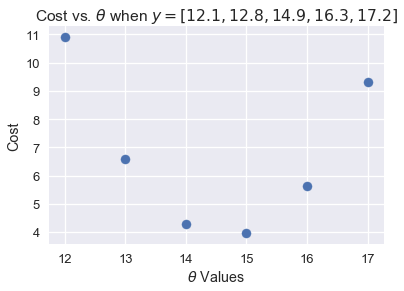 Cost vs. θ when y = [12.1, 12.8, 14.9, 16.3, 17.2]
11
10
9
8
7
6
5
4
Cost
12 13 14 15 16 17
θ Values